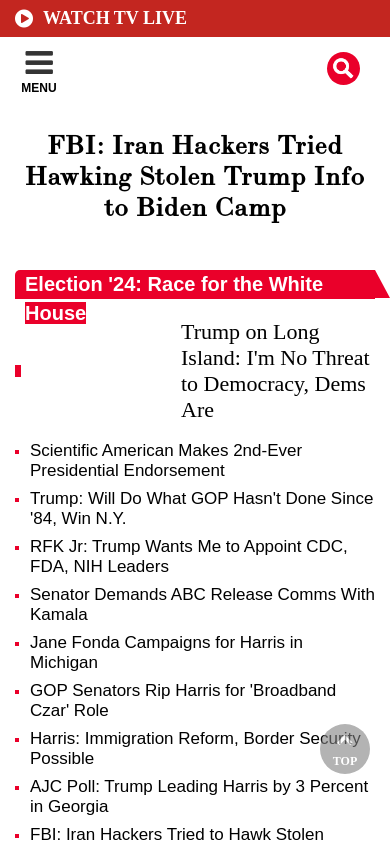 WATCH TV LIVE
MENU
FBI: Iran Hackers Tried
Hawking Stolen Trump Info
to Biden Camp
Election '24: Race for the White
House
Trump on Long
Island: I'm No Threat
to Democracy, Dems
Are
Scientific American Makes 2nd-Ever
Presidential Endorsement
Trump: Will Do What GOP Hasn't Done Since
'84, Win N.Y.
RFK Jr: Trump Wants Me to Appoint CDC,
FDA, NIH Leaders
Senator Demands ABC Release Comms With
Kamala
Jane Fonda Campaigns for Harris in
Michigan
GOP Senators Rip Harris for 'Broadband
Czar' Role
Harris: Immigration Reform, Border Security
Possible
TOP
AJC Poll: Trump Leading Harris by 3 Percent
in Georgia
FBI: Iran Hackers Tried to Hawk Stolen